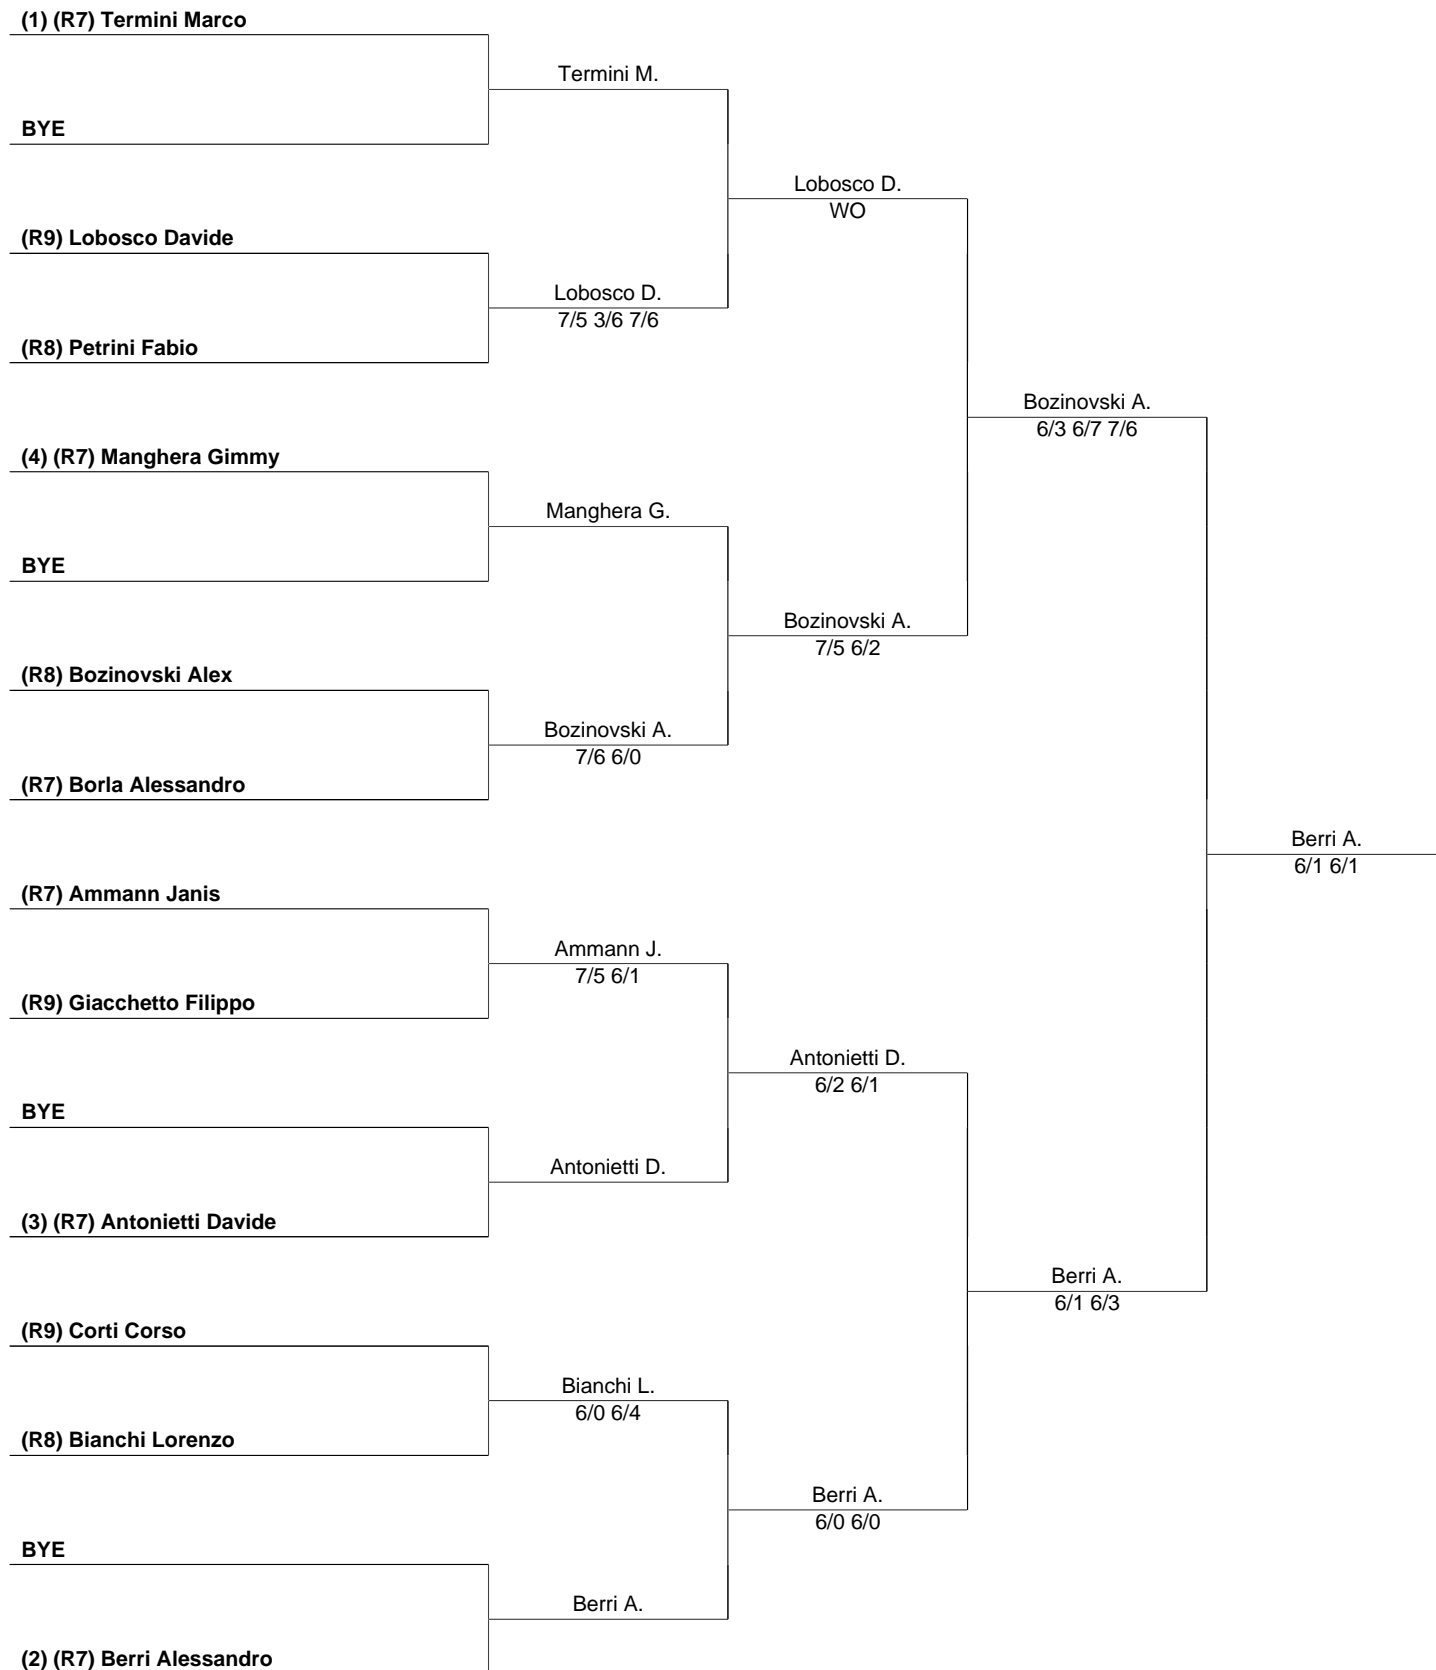 (1) (R7) Termini Marco
Termini M.
BYE
Lobosco D.
WO
(R9) Lobosco Davide
Lobosco D.
7/5 3/6 7/6
(R8) Petrini Fabio
Bozinovski A.
6/3 6/7 7/6
(4) (R7) Manghera Gimmy
Manghera G.
BYE
Bozinovski A.
7/5 6/2
(R8) Bozinovski Alex
Bozinovski A.
7/6 6/0
(R7) Borla Alessandro
Berri A.
6/1 6/1
(R7) Ammann Janis
Ammann J.
7/5 6/1
(R9) Giacchetto Filippo
Antonietti D.
6/2 6/1
BYE
Antonietti D.
(3) (R7) Antonietti Davide
Berri A.
6/1 6/3
(R9) Corti Corso
Bianchi L.
6/0 6/4
(R8) Bianchi Lorenzo
Berri A.
6/0 6/0
BYE
Berri A.
(2) (R7) Berri Alessandro